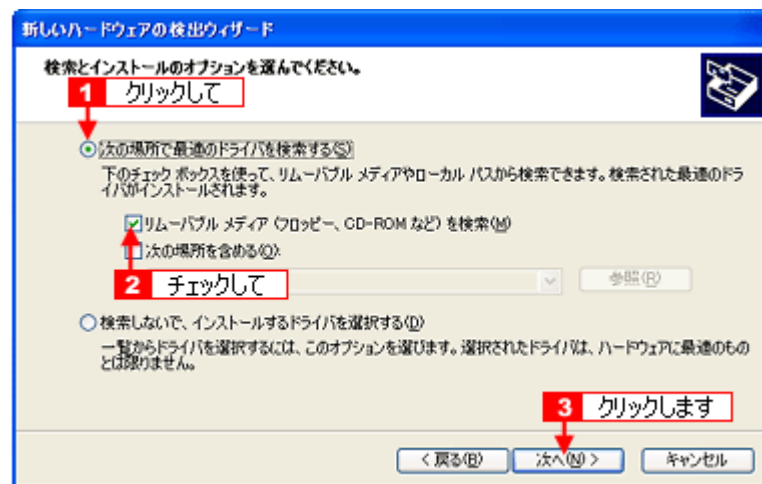 新しいハードウェアの検出ウィザード
検索とインストールのオプションを選んでください。
1 クリックして
次の場所で最適のドライバを検索する(S)
下のチェック ボックスを使って、リムーバブル メディアやローカル パスから検索できます。検索された最適のドラ
イバがインストールされます。
リムーバブル メディア (フロッピー、CD-ROM など) を検索(M)
次の場所を含める(O):
2 チェックして
参照(R)
検索しないで、インストールするドライバを選択する(D)
一覧からドライバを選択するには、このオプションを選びます。選択されたドライバは、ハードウェアに最適のもの
とは限りません。
3 クリックします
< 戻る(B)
次へ(N) >
キャンセル